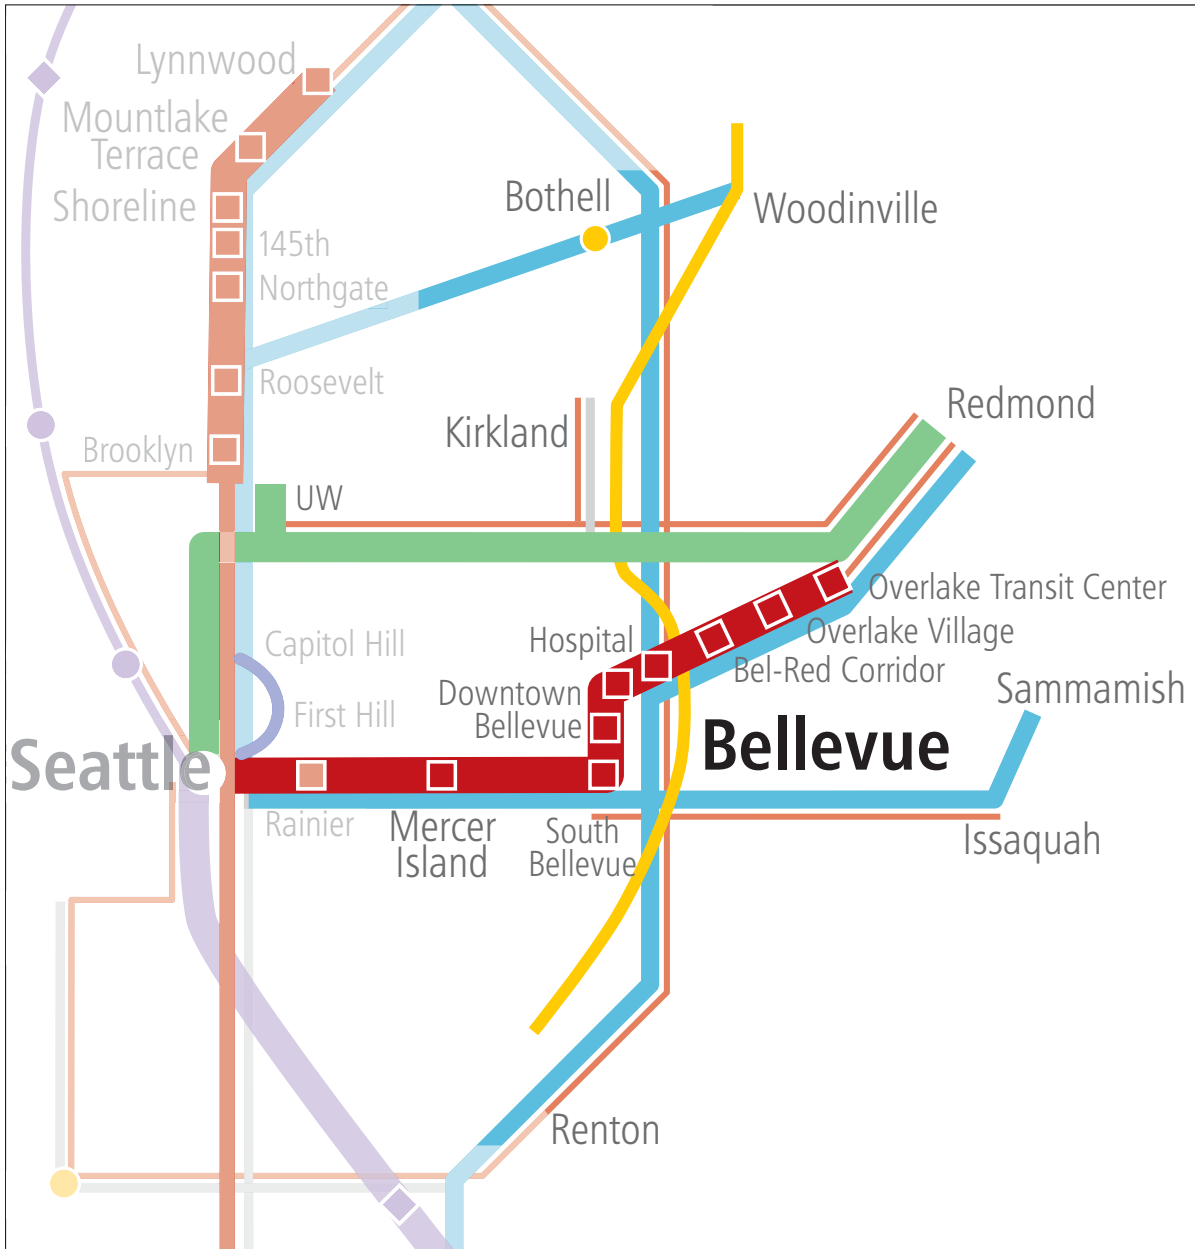 Lynnwood
Mountlake
Terrace
Shoreline
145th
Northgate
Roosevelt
Brooklyn
Bothell
Woodinville
Kirkland
Redmond
UW
Overlake Transit Center
Overlake Village
Bel-Red Corridor
Hospital
Downtown
Bellevue
Capitol Hill
First Hill
Sammamish
Seattle
Bellevue
Rainier
Mercer
Island
South
Bellevue
Issaquah
Renton